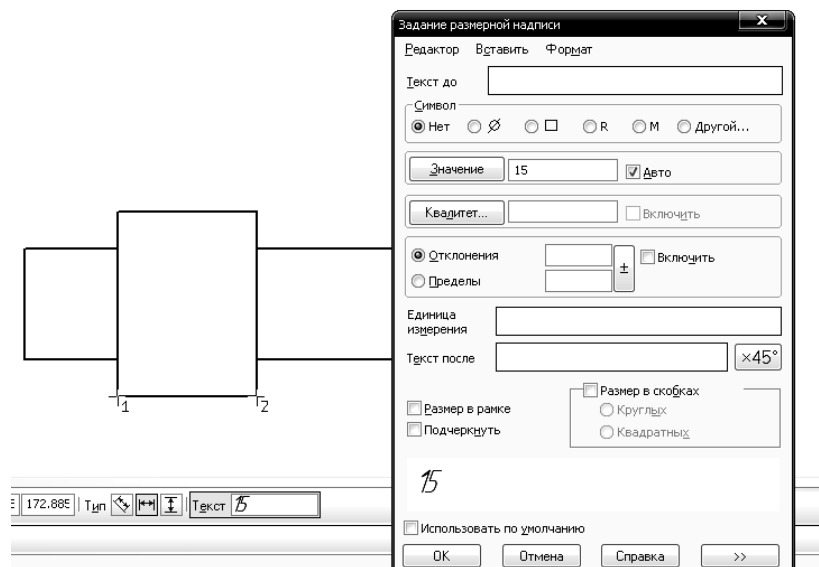 Задание размерной надписи
Редактор Вставить Формат
Текст до
Символ
Нет Ø □ R M Другой...
Значение 15 Авто
Квалитет... Включить
Отклонения Включить
±
Пределы
Единица
измерения
Текст после ×45°
Размер в скобках
Размер в рамке Круглых
Подчеркнуть Квадратных
1 2
15
172.885 Тип Текст 15
Использовать по умолчанию
OK Отмена Справка >>